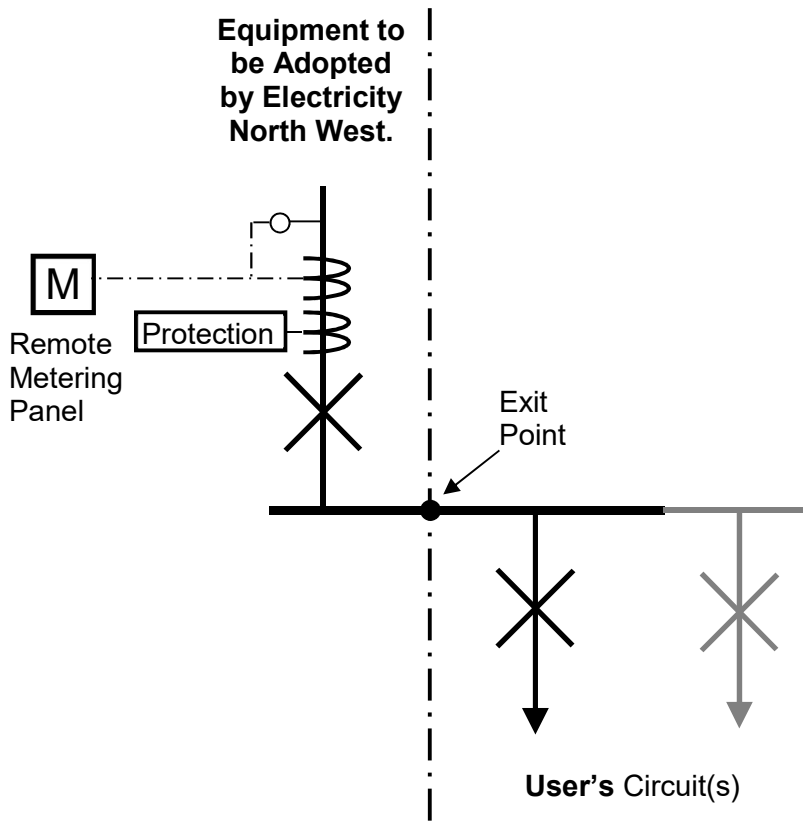 Equipment to
be Adopted
by Electricity
North West.
M
Protection
Remote
Metering
Panel
Exit
Point
User's Circuit(s)